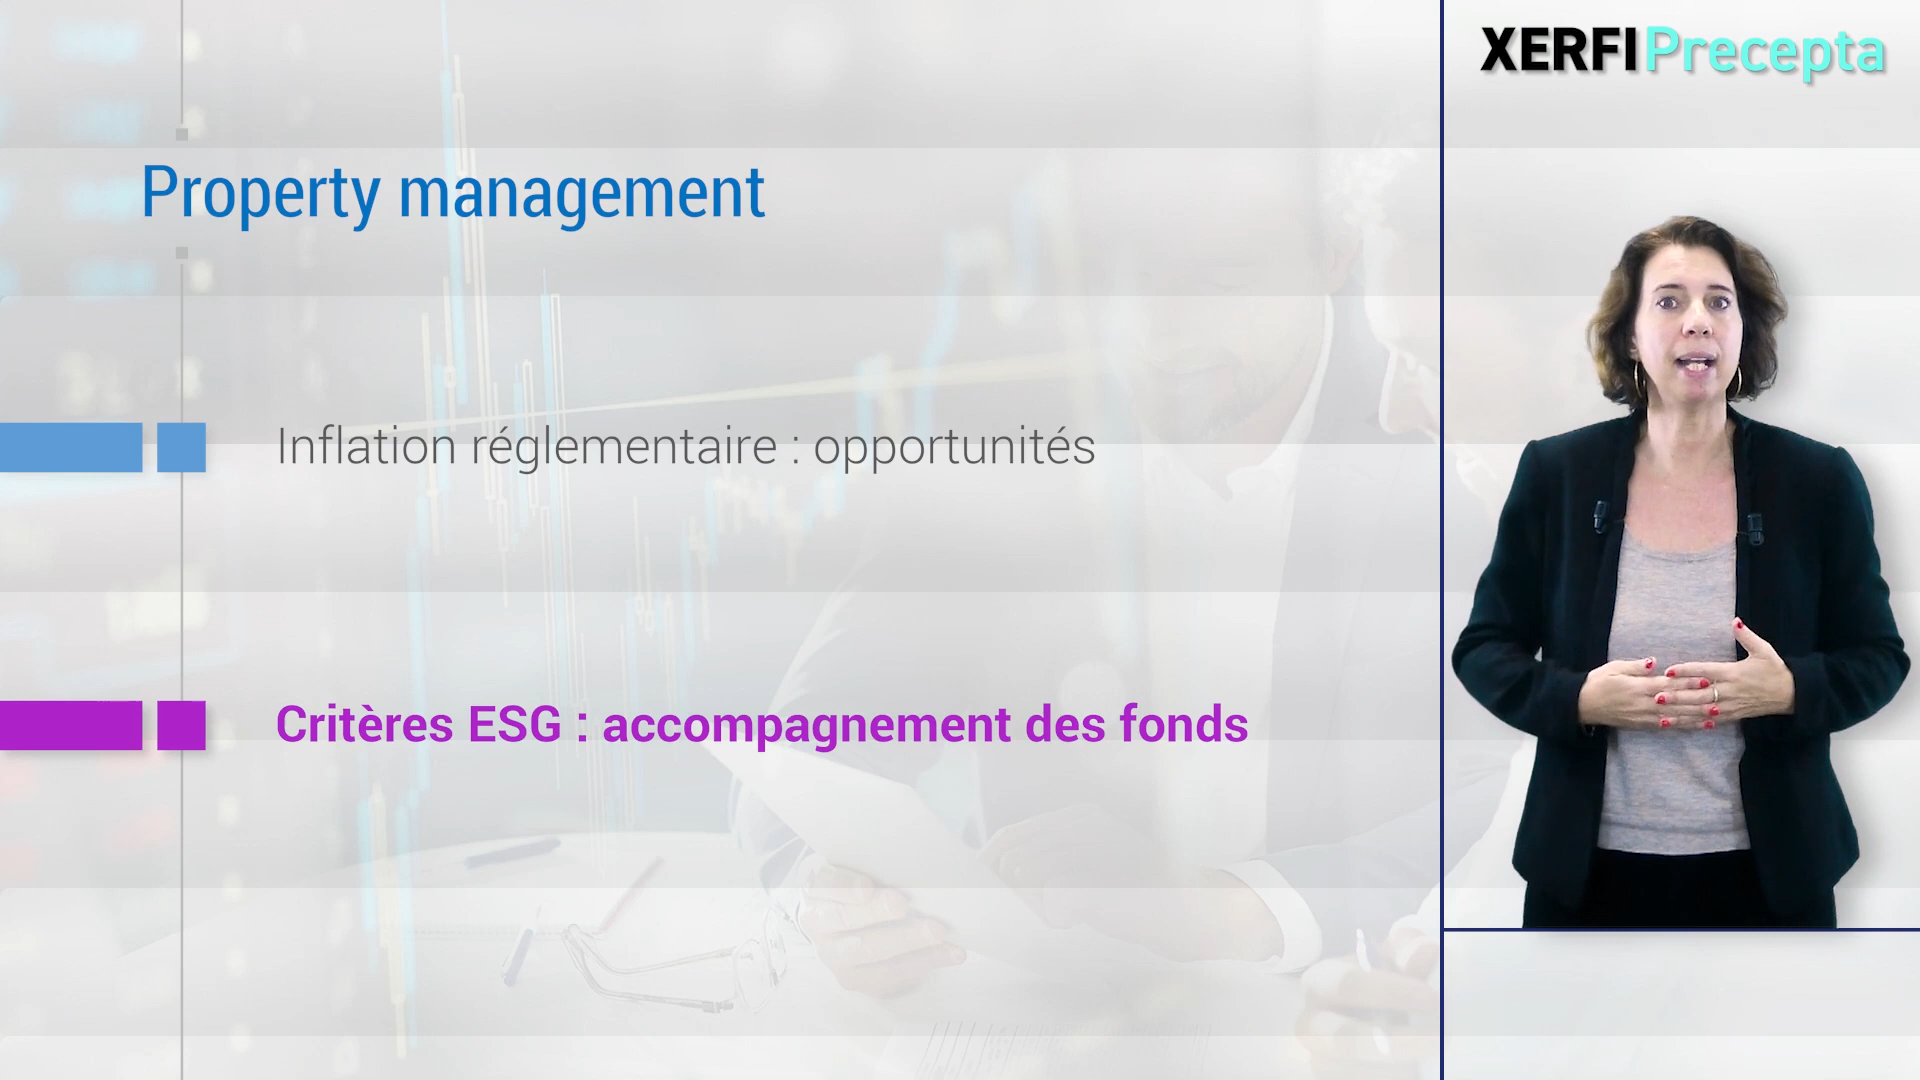 XERFI Precepta
Property management
Inflation réglementaire : opportunités
Critères ESG : accompagnement des fonds